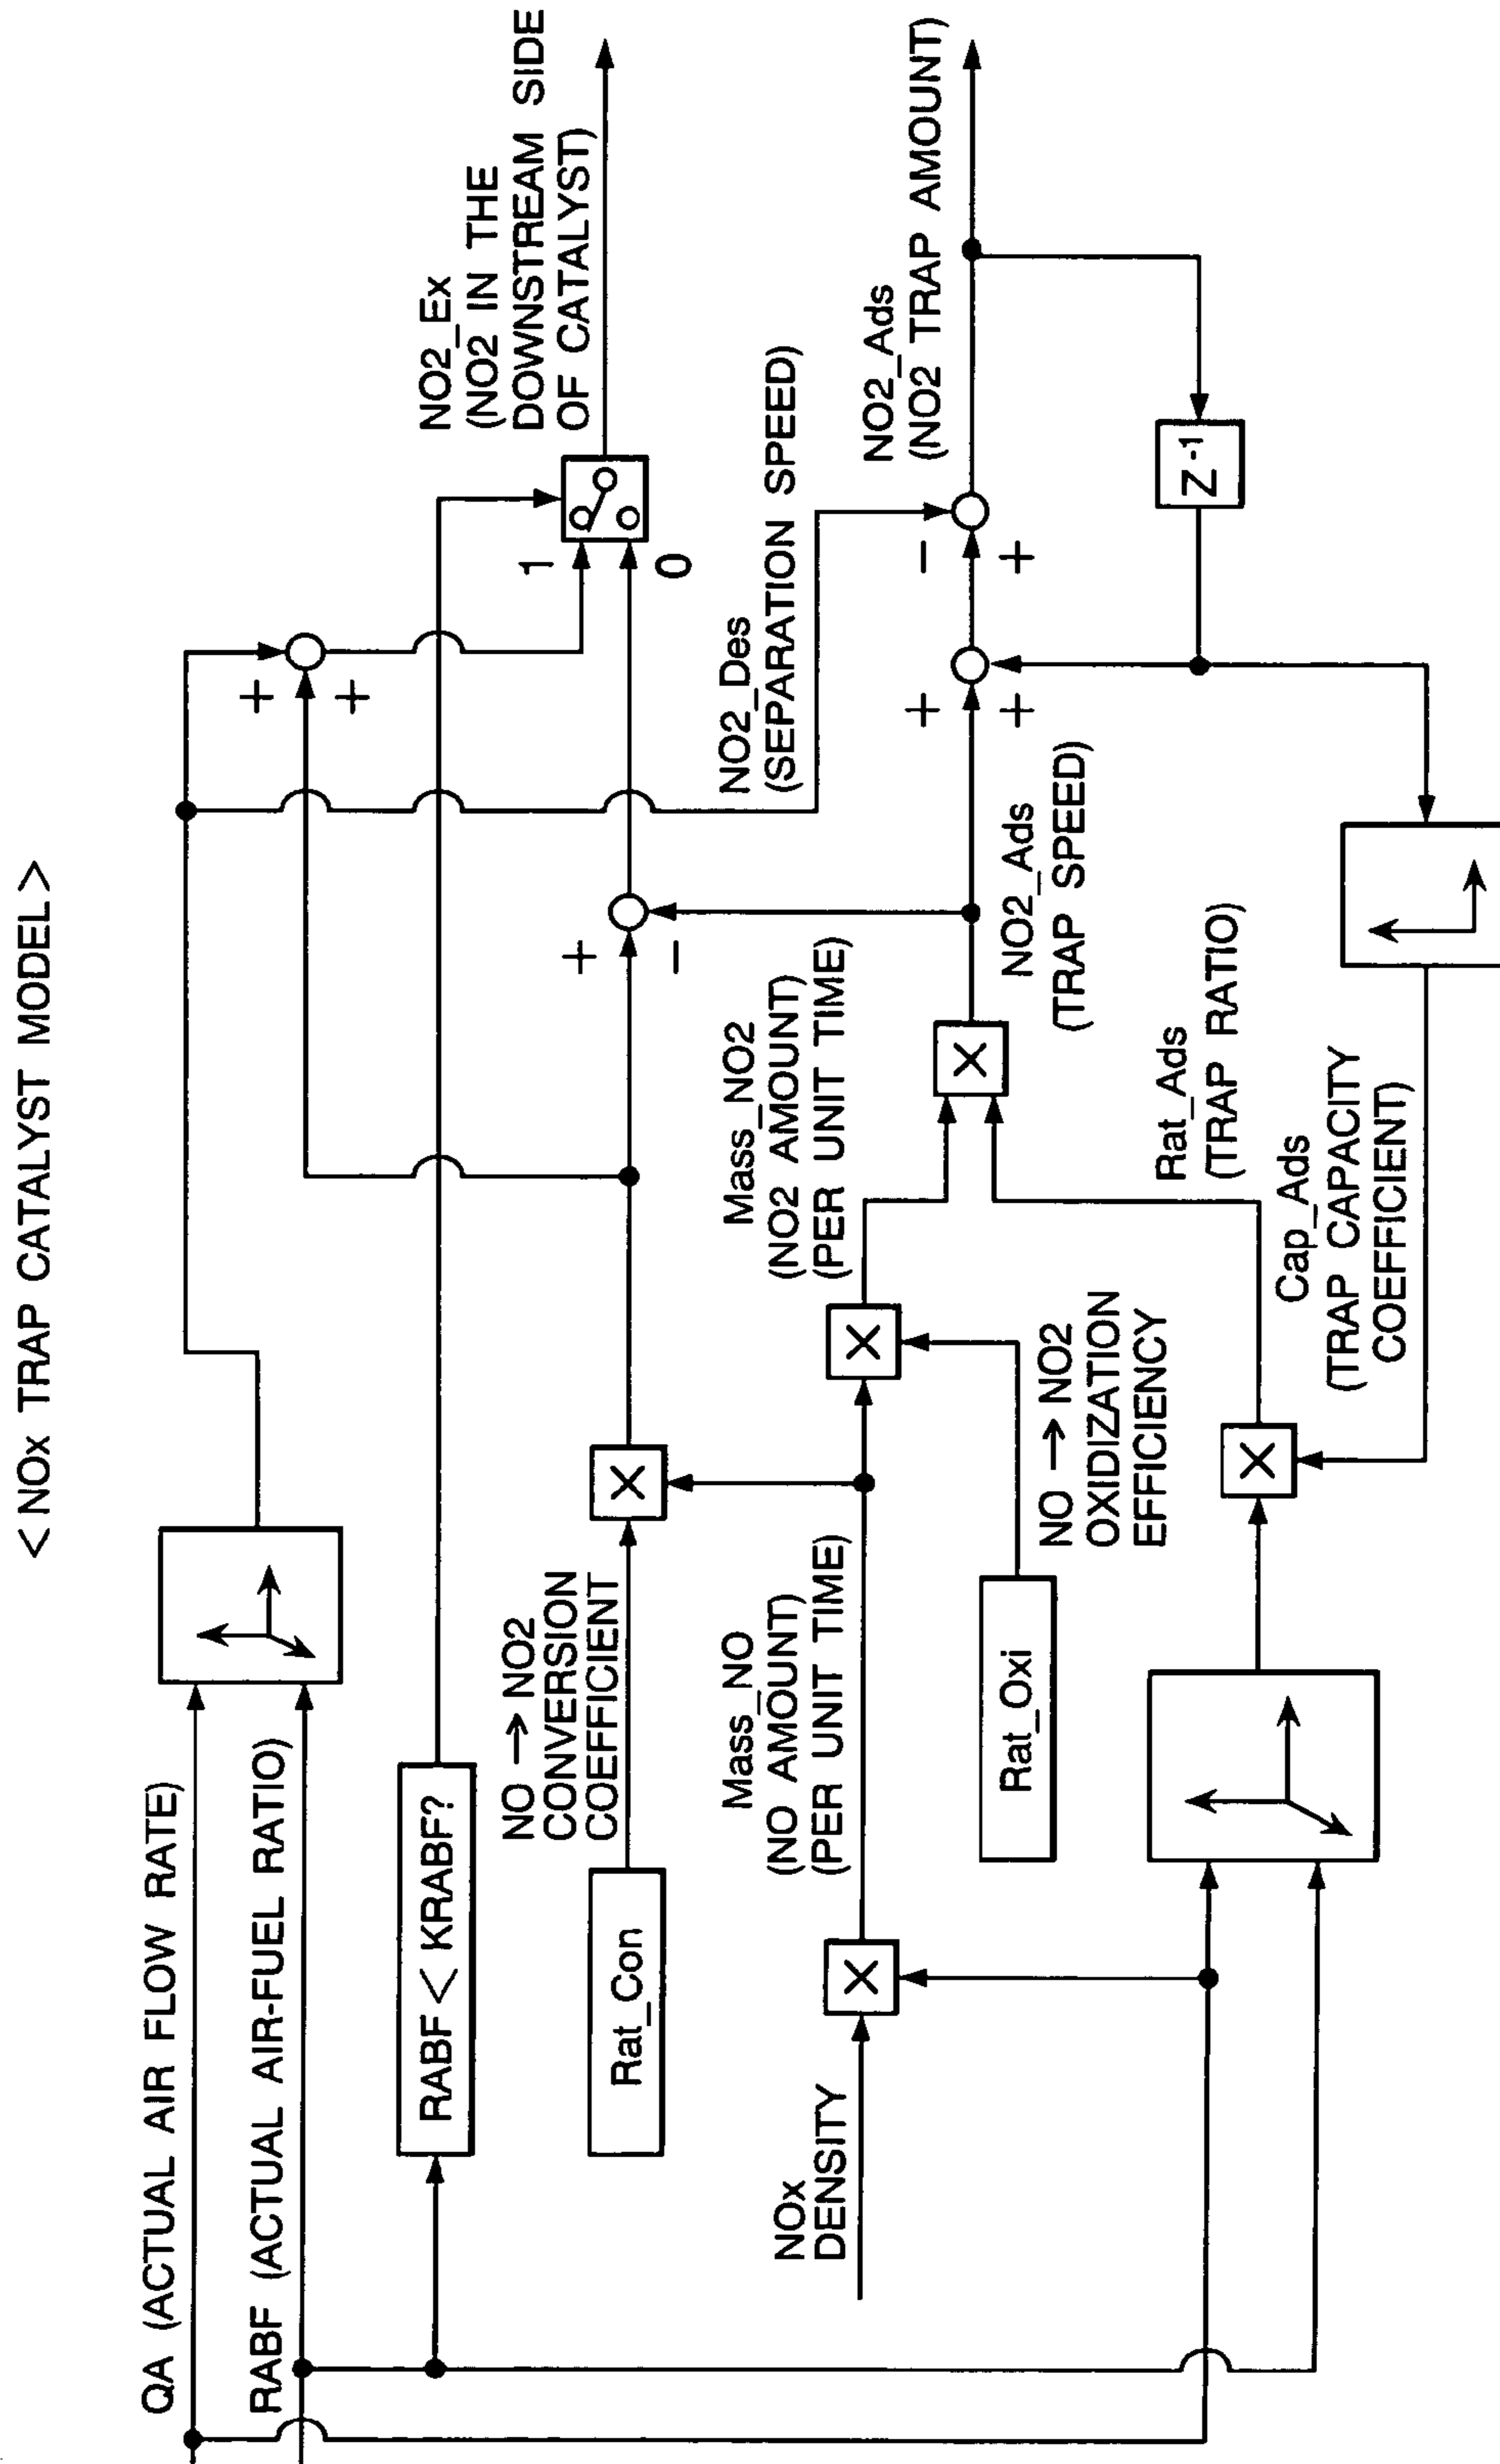 <NOx TRAP CATALYST MODEL>
QA (ACTUAL AIR FLOW RATE)
RABF (ACTUAL AIR-FUEL RATIO)
RABF < KRABF?
NO → NO2
CONVERSION
COEFFICIENT
Rat_Con
NOx
DENSITY
Mass_NO
(NO AMOUNT)
(PER UNIT TIME)
Rat_Oxi
NO → NO2
OXIDIZATION
EFFICIENCY
Mass_NO2
(NO2 AMOUNT)
(PER UNIT TIME)
X
X
X
X
X
Rat_Ads
(TRAP RATIO)
Cap_Ads
(TRAP CAPACITY
COEFFICIENT)
NO2_Ads
(TRAP SPEED)
NO2_Des
(SEPARATION SPEED)
+
+
+
−
+
+
−
+
1
0
Z⁻¹
NO2_Ex
(NO2 IN THE
DOWNSTREAM SIDE
OF CATALYST)
NO2_Ads
(NO2 TRAP AMOUNT)